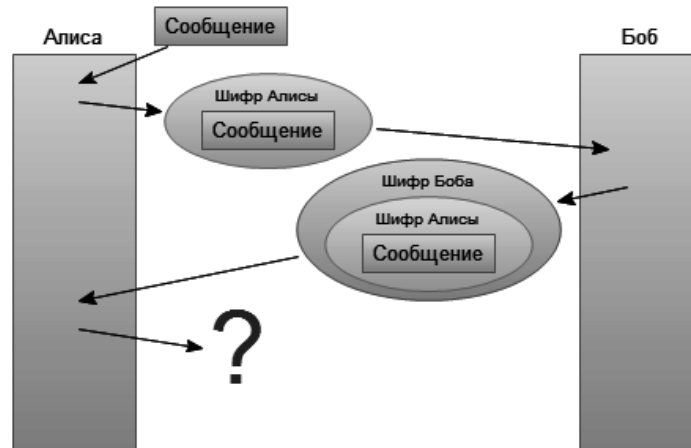 Сообщение
Алиса
Боб
Шифр Алисы
Сообщение
Шифр Боба
Шифр Алисы
Сообщение
?